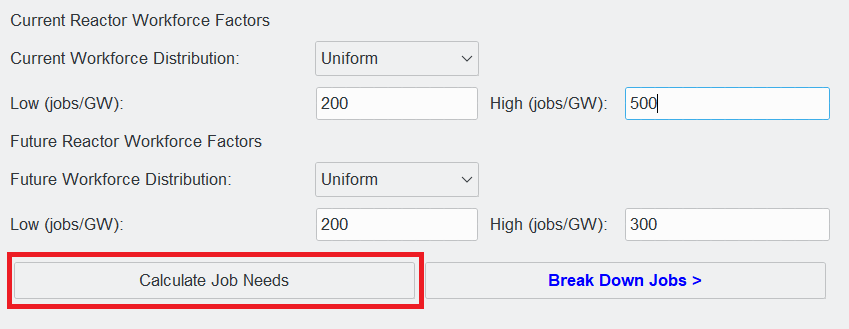 Current Reactor Workforce Factors
Current Workforce Distribution: Uniform
Low (jobs/GW): 200 High (jobs/GW): 500
Future Reactor Workforce Factors
Future Workforce Distribution: Uniform
Low (jobs/GW): 200 High (jobs/GW): 300
Calculate Job Needs Break Down Jobs >